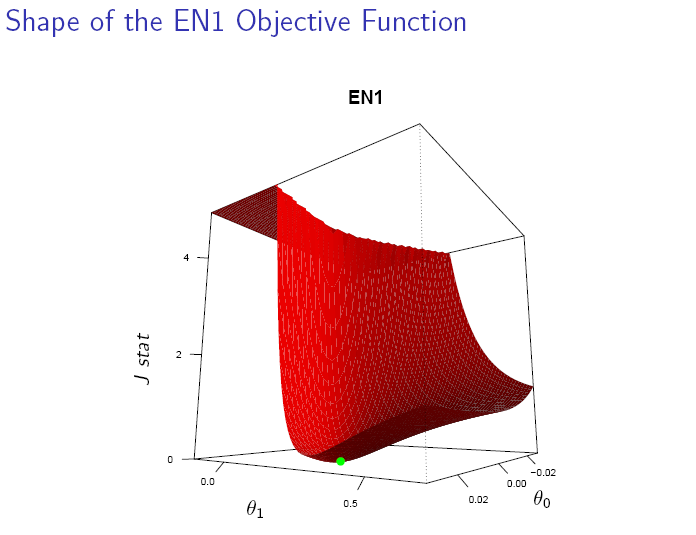 Shape of the EN1 Objective Function
EN1
4
2
0
J stat
0.0
0.5
θ1
0.02
0.00
−0.02
θ0